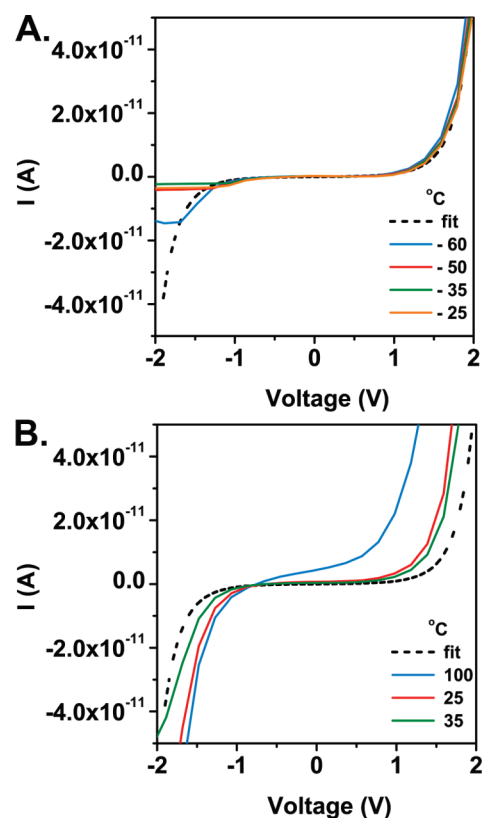 A.
4.0x10⁻¹¹
2.0x10⁻¹¹
0.0
-2.0x10⁻¹¹
-4.0x10⁻¹¹
I (A)
°C
fit
- 60
- 50
- 35
- 25
-2 -1 0 1 2
Voltage (V)
B.
4.0x10⁻¹¹
2.0x10⁻¹¹
0.0
-2.0x10⁻¹¹
-4.0x10⁻¹¹
I (A)
°C
fit
100
25
35
-2 -1 0 1 2
Voltage (V)